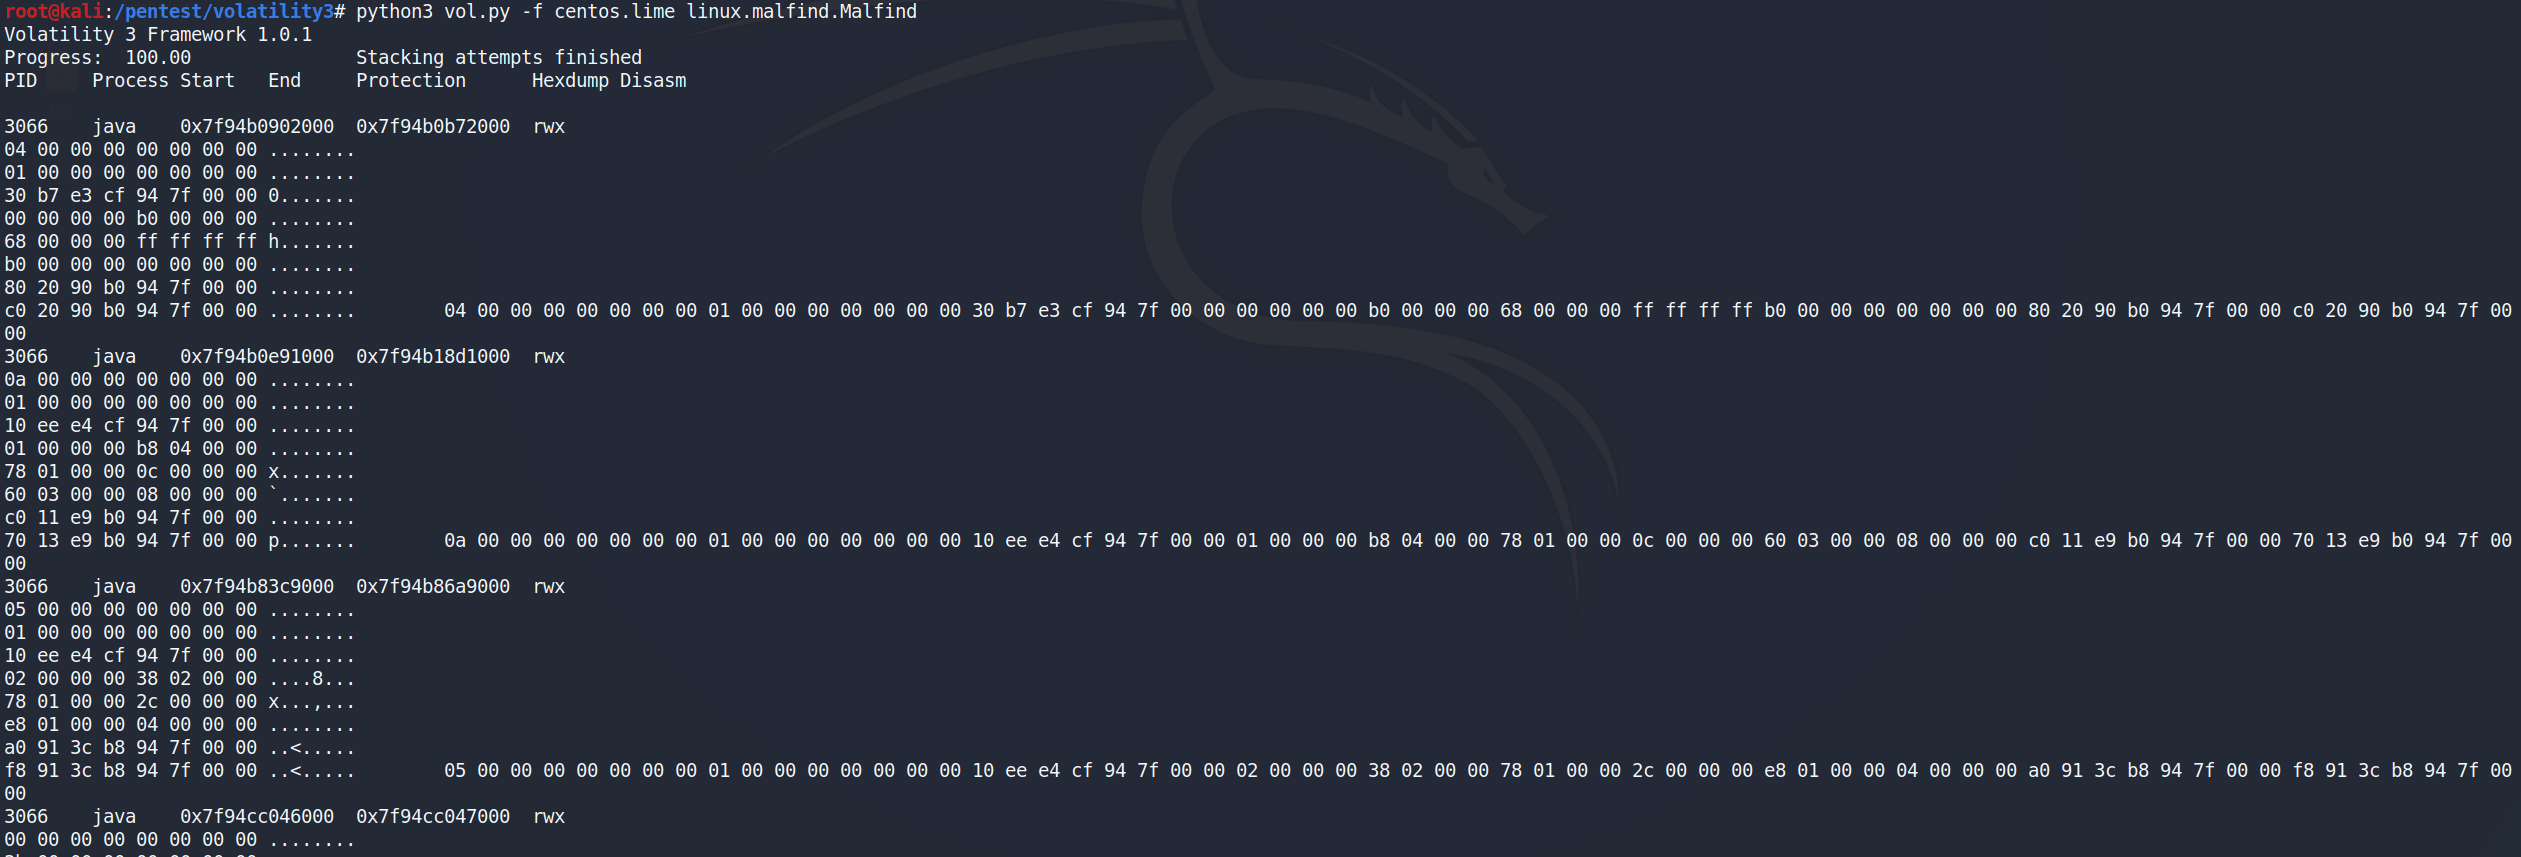 root@kali:/pentest/volatility3# python3 vol.py -f centos.lime linux.malfind.Malfind
Volatility 3 Framework 1.0.1
Progress:  100.00               Stacking attempts finished
PID     Process Start   End     Protection      Hexdump Disasm

3066    java    0x7f94b0902000  0x7f94b0b72000  rwx
04 00 00 00 00 00 00 00 ........
01 00 00 00 00 00 00 00 ........
30 b7 e3 cf 94 7f 00 00 0.......
00 00 00 00 b0 00 00 00 ........
68 00 00 00 ff ff ff ff h.......
b0 00 00 00 00 00 00 00 ........
80 20 90 b0 94 7f 00 00 ........
c0 20 90 b0 94 7f 00 00 ........        04 00 00 00 00 00 00 00 01 00 00 00 00 00 00 00 30 b7 e3 cf 94 7f 00 00 00 00 00 00 b0 00 00 00 68 00 00 00 ff ff ff ff b0 00 00 00 00 00 00 00 80 20 90 b0 94 7f 00 00 c0 20 90 b0 94 7f 00
00
3066    java    0x7f94b0e91000  0x7f94b18d1000  rwx
0a 00 00 00 00 00 00 00 ........
01 00 00 00 00 00 00 00 ........
10 ee e4 cf 94 7f 00 00 ........
01 00 00 00 b8 04 00 00 ........
78 01 00 00 0c 00 00 00 x.......
60 03 00 00 08 00 00 00 `.......
c0 11 e9 b0 94 7f 00 00 ........
70 13 e9 b0 94 7f 00 00 p.......        0a 00 00 00 00 00 00 00 01 00 00 00 00 00 00 00 10 ee e4 cf 94 7f 00 00 01 00 00 00 b8 04 00 00 78 01 00 00 0c 00 00 00 60 03 00 00 08 00 00 00 c0 11 e9 b0 94 7f 00 00 70 13 e9 b0 94 7f 00
00
3066    java    0x7f94b83c9000  0x7f94b86a9000  rwx
05 00 00 00 00 00 00 00 ........
01 00 00 00 00 00 00 00 ........
10 ee e4 cf 94 7f 00 00 ........
02 00 00 00 38 02 00 00 ....8...
78 01 00 00 2c 00 00 00 x...,...
e8 01 00 00 04 00 00 00 ........
a0 91 3c b8 94 7f 00 00 ..<.....
f8 91 3c b8 94 7f 00 00 ..<.....        05 00 00 00 00 00 00 00 01 00 00 00 00 00 00 00 10 ee e4 cf 94 7f 00 00 02 00 00 00 38 02 00 00 78 01 00 00 2c 00 00 00 e8 01 00 00 04 00 00 00 a0 91 3c b8 94 7f 00 00 f8 91 3c b8 94 7f 00
00
3066    java    0x7f94cc046000  0x7f94cc047000  rwx
00 00 00 00 00 00 00 00 ........